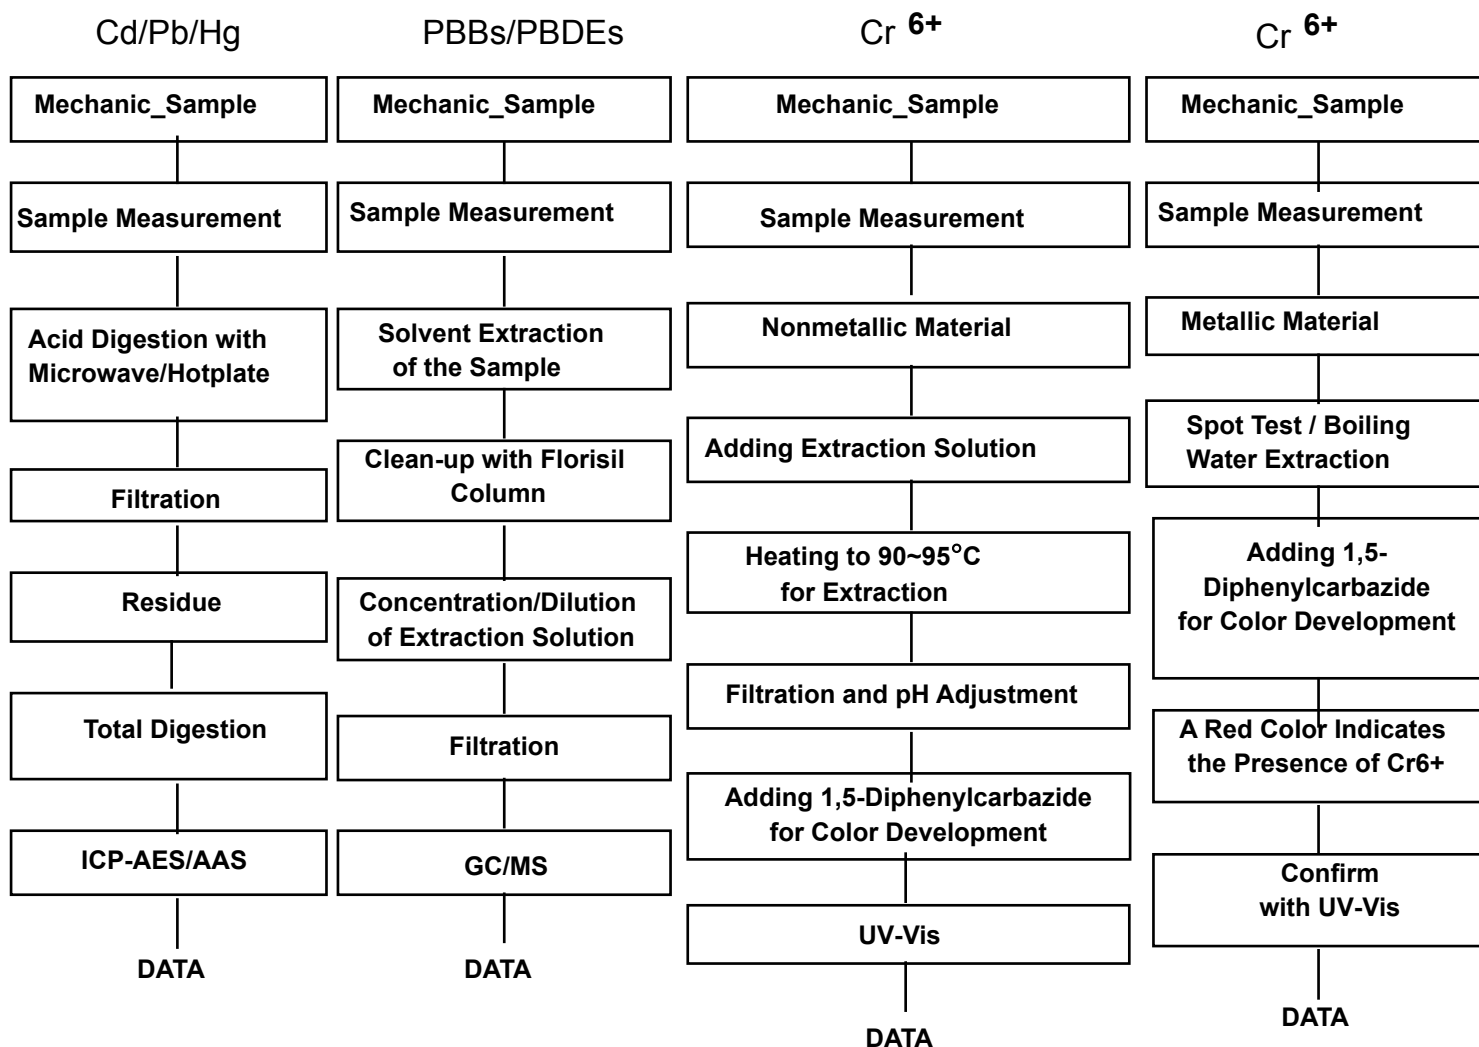 Cd/Pb/Hg
Mechanic_Sample
Sample Measurement
Acid Digestion with
Microwave/Hotplate
Filtration
Residue
Total Digestion
ICP-AES/AAS
DATA
PBBs/PBDEs
Mechanic_Sample
Sample Measurement
Solvent Extraction
of the Sample
Clean-up with Florisil
Column
Concentration/Dilution
of Extraction Solution
Filtration
GC/MS
DATA
Cr 6+
Mechanic_Sample
Sample Measurement
Nonmetallic Material
Adding Extraction Solution
Heating to 90~95°C
for Extraction
Filtration and pH Adjustment
Adding 1,5-Diphenylcarbazide
for Color Development
UV-Vis
DATA
Cr 6+
Mechanic_Sample
Sample Measurement
Metallic Material
Spot Test / Boiling
Water Extraction
Adding 1,5-
Diphenylcarbazide
for Color Development
A Red Color Indicates
the Presence of Cr6+
Confirm
with UV-Vis
DATA